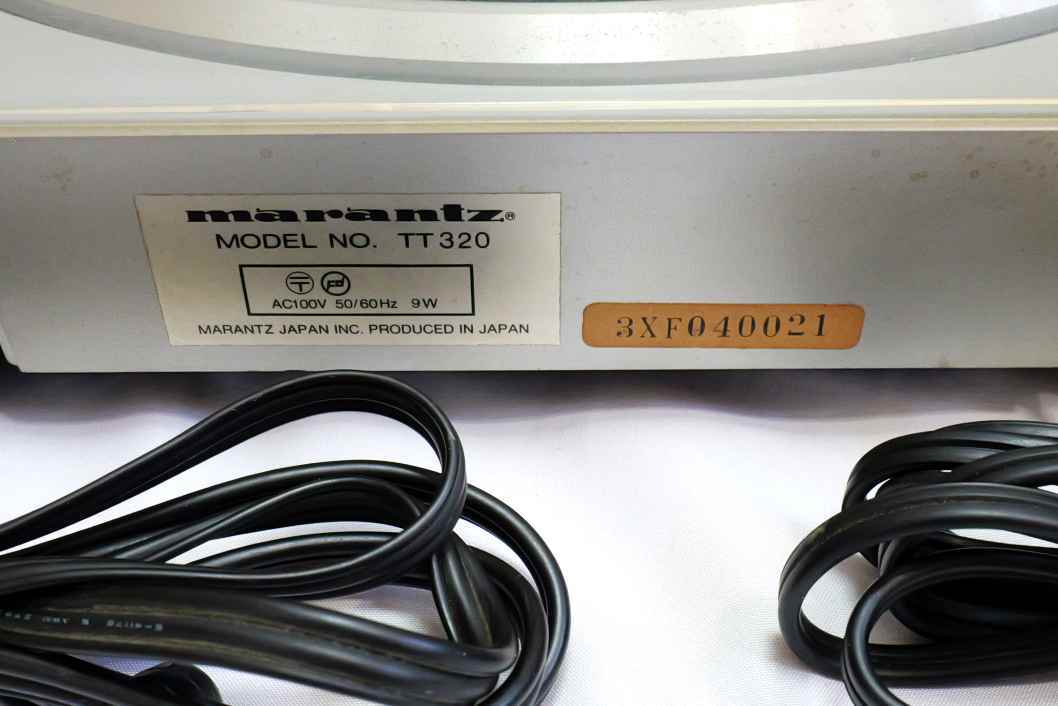 marantz®
MODEL NO. TT320
AC100V 50/60Hz 9W
MARANTZ JAPAN INC. PRODUCED IN JAPAN
3XF040021